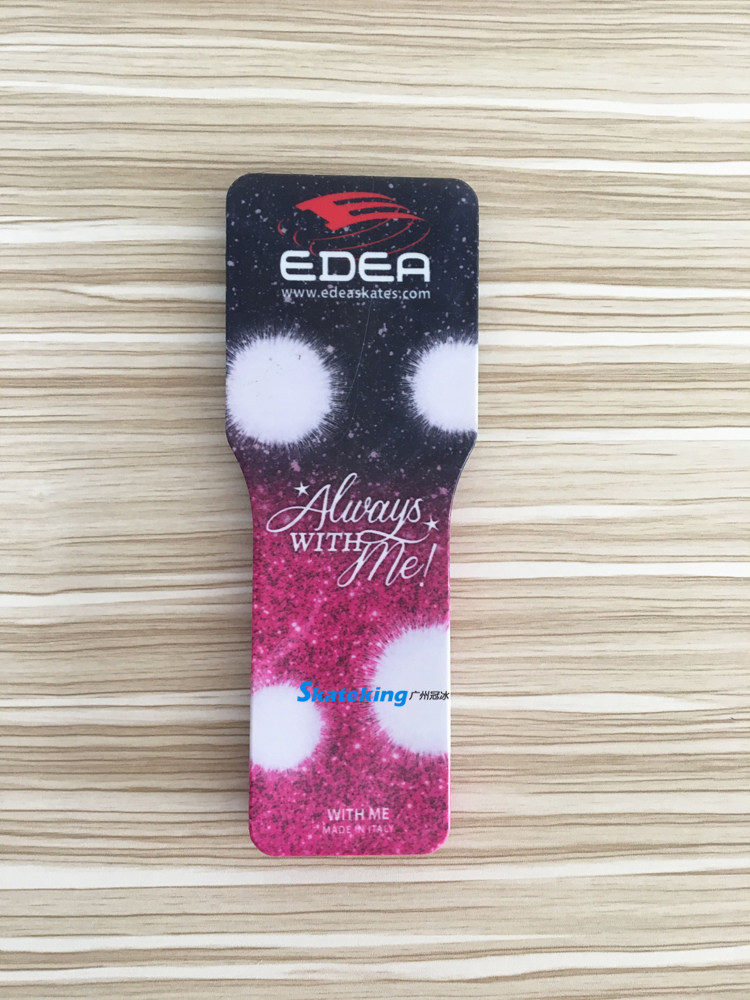 EDEA
www.edeaskates.com
Always
WITH Me!
Skateking广州冠冰
WITH ME
MADE IN ITALY